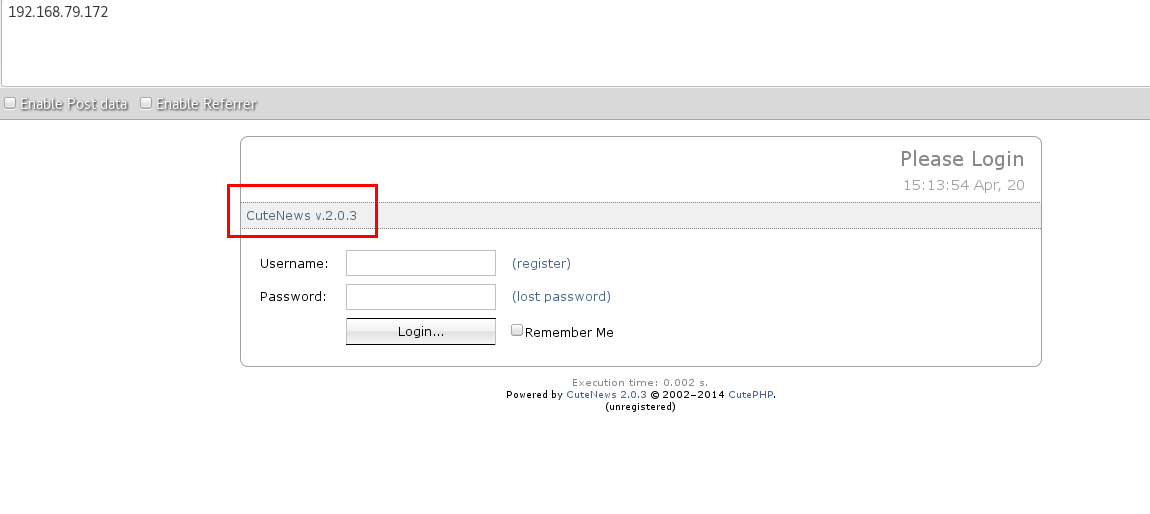 192.168.79.172
Enable Post data Enable Referrer
Please Login
15:13:54 Apr, 20
CuteNews v.2.0.3
Username: (register)
Password: (lost password)
Login... Remember Me
Execution time: 0.002 s.
Powered by CuteNews 2.0.3 © 2002–2014 CutePHP.
(unregistered)